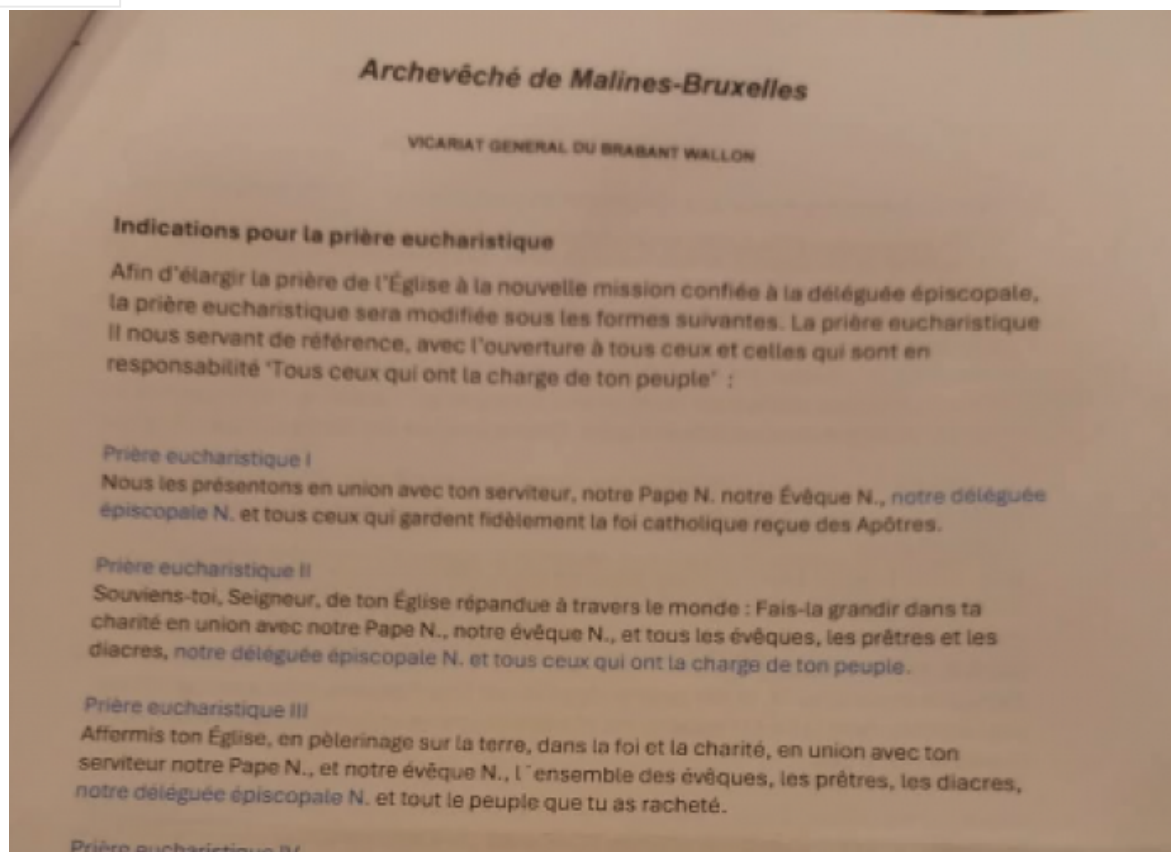 Archevêché de Malines-Bruxelles
VICARIAT GENERAL DU BRABANT WALLON
Indications pour la prière eucharistique
Afin d'élargir la prière de l'Église à la nouvelle mission confiée à la déléguée épiscopale,
la prière eucharistique sera modifiée sous les formes suivantes. La prière eucharistique
II nous servant de référence, avec l'ouverture à tous ceux et celles qui sont en
responsabilité 'Tous ceux qui ont la charge de ton peuple' :
Prière eucharistique I
Nous les présentons en union avec ton serviteur, notre Pape N. notre Évêque N., notre déléguée
épiscopale N. et tous ceux qui gardent fidèlement la foi catholique reçue des Apôtres.
Prière eucharistique II
Souviens-toi, Seigneur, de ton Église répandue à travers le monde : Fais-la grandir dans ta
charité en union avec notre Pape N., notre évêque N., et tous les évêques, les prêtres et les
diacres, notre déléguée épiscopale N. et tous ceux qui ont la charge de ton peuple.
Prière eucharistique III
Affermis ton Église, en pèlerinage sur la terre, dans la foi et la charité, en union avec ton
serviteur notre Pape N., et notre évêque N., l´ensemble des évêques, les prêtres, les diacres,
notre déléguée épiscopale N. et tout le peuple que tu as racheté.
Prière eucharistique IV